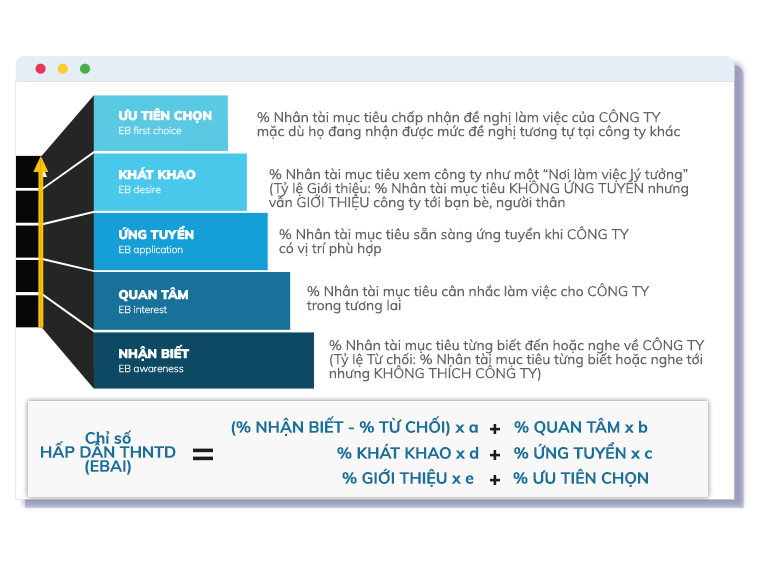 ƯU TIÊN CHỌN
EB first choice
% Nhân tài mục tiêu chấp nhận đề nghị làm việc của CÔNG TY
mặc dù họ đang nhận được mức đề nghị tương tự tại công ty khác
KHÁT KHAO
EB desire
% Nhân tài mục tiêu xem công ty như một “Nơi làm việc lý tưởng”
(Tỷ lệ Giới thiệu: % Nhân tài mục tiêu KHÔNG ỨNG TUYỂN nhưng
vẫn GIỚI THIỆU công ty tới bạn bè, người thân
ỨNG TUYỂN
EB application
% Nhân tài mục tiêu sẵn sàng ứng tuyển khi CÔNG TY
có vị trí phù hợp
QUAN TÂM
EB interest
% Nhân tài mục tiêu cân nhắc làm việc cho CÔNG TY
trong tương lai
NHẬN BIẾT
EB awareness
% Nhân tài mục tiêu từng biết đến hoặc nghe về CÔNG TY
(Tỷ lệ Từ chối: % Nhân tài mục tiêu từng biết hoặc nghe tới
nhưng KHÔNG THÍCH CÔNG TY)
Chỉ số
HẤP DẪN THNTD
(EBAI)
=
(% NHẬN BIẾT - % TỪ CHỐI) x a + % QUAN TÂM x b
% KHÁT KHAO x d + % ỨNG TUYỂN x c
% GIỚI THIỆU x e + % ƯU TIÊN CHỌN